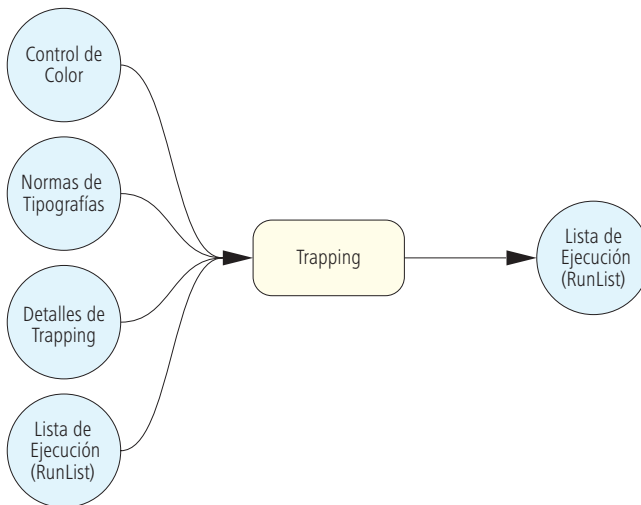 Control de
Color
Normas de
Tipografías
Detalles de
Trapping
Lista de
Ejecución
(RunList)
Trapping
Lista de
Ejecución
(RunList)